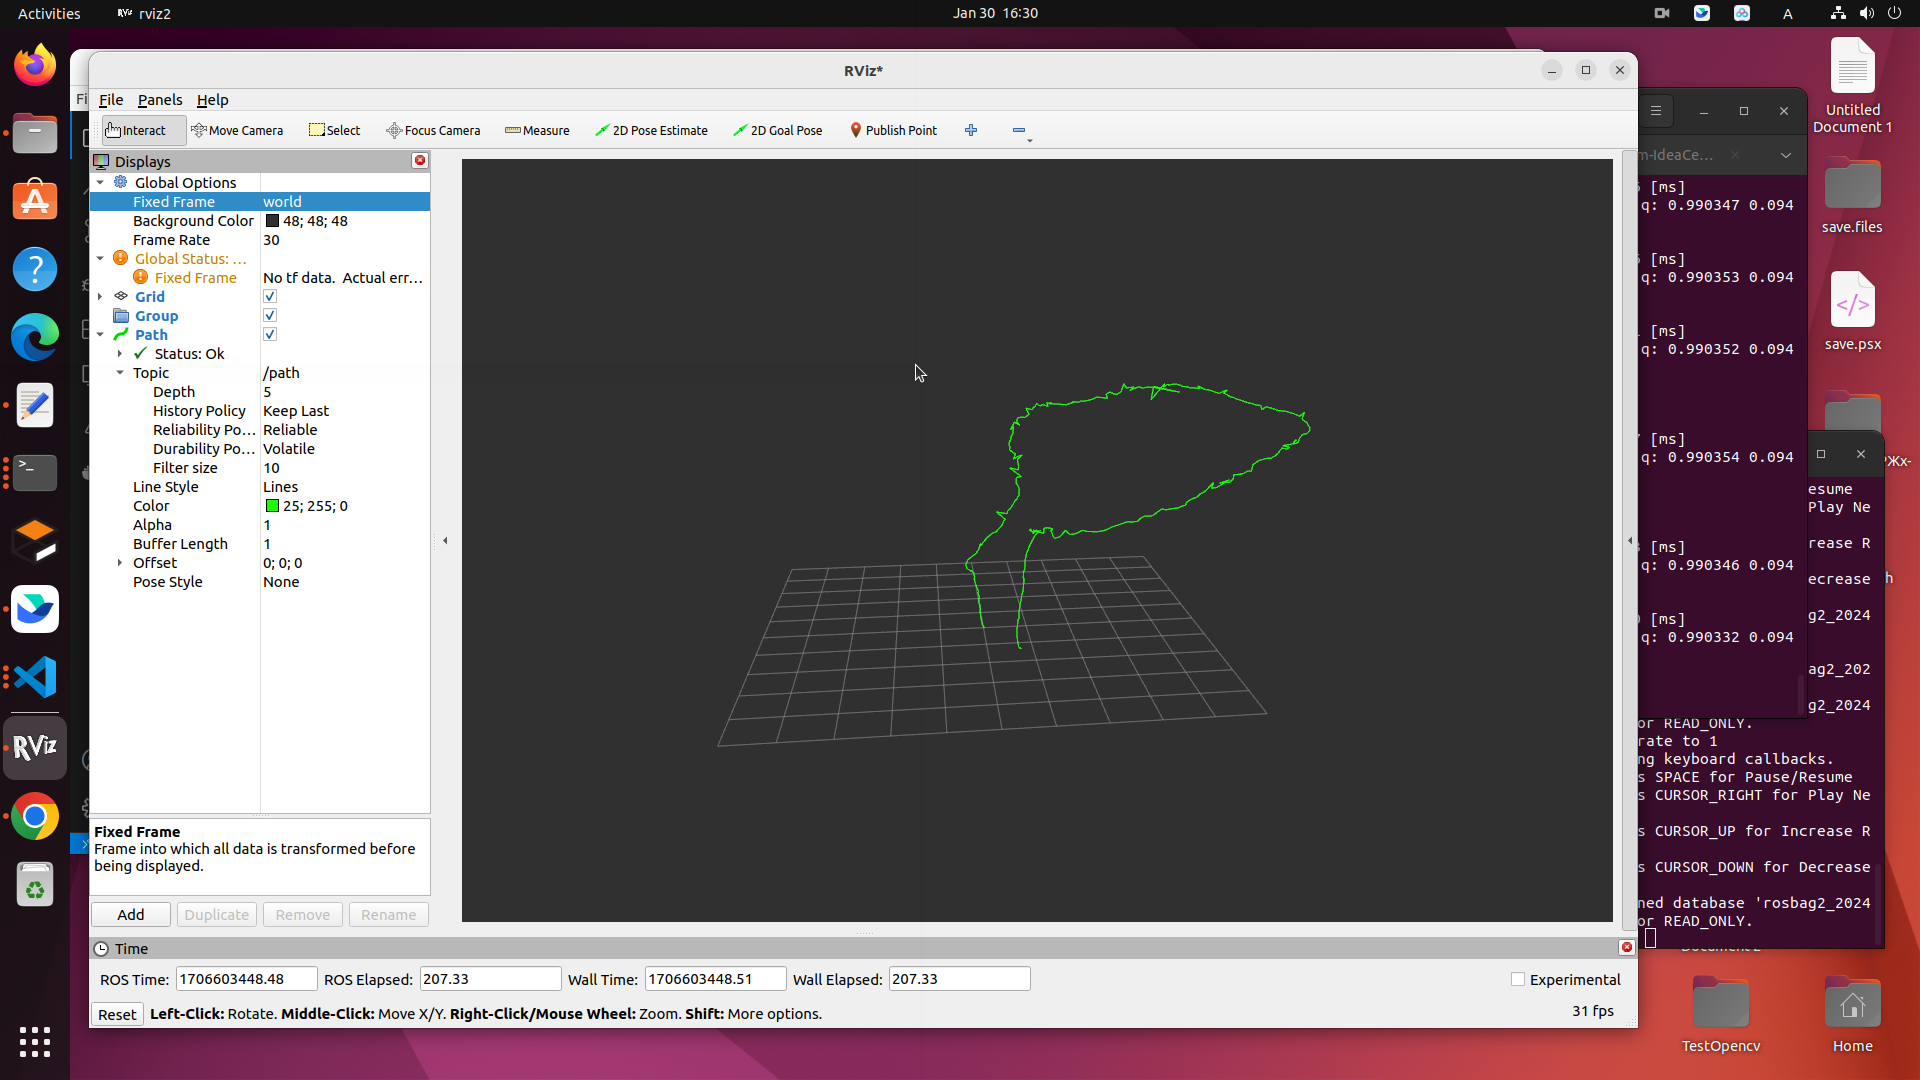 Activities
rviz2
Jan 30 16:30
A
RViz*
File Panels Help
Interact
Move Camera
Select
Focus Camera
Measure
2D Pose Estimate
2D Goal Pose
Publish Point
Displays
Global Options
Fixed Frame world
Background Color 48; 48; 48
Frame Rate 30
Global Status: ...
Fixed Frame No tf data. Actual err...
Grid
Group
Path
Status: Ok
Topic /path
Depth 5
History Policy Keep Last
Reliability Po... Reliable
Durability Po... Volatile
Filter size 10
Line Style Lines
Color 25; 255; 0
Alpha 1
Buffer Length 1
Offset 0; 0; 0
Pose Style None
Fixed Frame
Frame into which all data is transformed before
being displayed.
Add Duplicate Remove Rename
Time
ROS Time: 1706603448.48 ROS Elapsed: 207.33 Wall Time: 1706603448.51 Wall Elapsed: 207.33 Experimental
Reset Left-Click: Rotate. Middle-Click: Move X/Y. Right-Click/Mouse Wheel: Zoom. Shift: More options. 31 fps
Fi
RViz
m-IdeaCe...
[ms]
q: 0.990347 0.094
[ms]
q: 0.990353 0.094
[ms]
q: 0.990352 0.094
[ms]
q: 0.990354 0.094
[ms]
q: 0.990346 0.094
[ms]
q: 0.990332 0.094
esume
Play Ne
rease R
ecrease
g2_2024
ag2_202
g2_2024
or READ_ONLY.
rate to 1
ng keyboard callbacks.
s SPACE for Pause/Resume
s CURSOR_RIGHT for Play Ne
s CURSOR_UP for Increase R
s CURSOR_DOWN for Decrease
ned database 'rosbag2_2024
or READ_ONLY.
Untitled
Document 1
save.files
save.psx
РЖх-
h
TestOpencv
Home